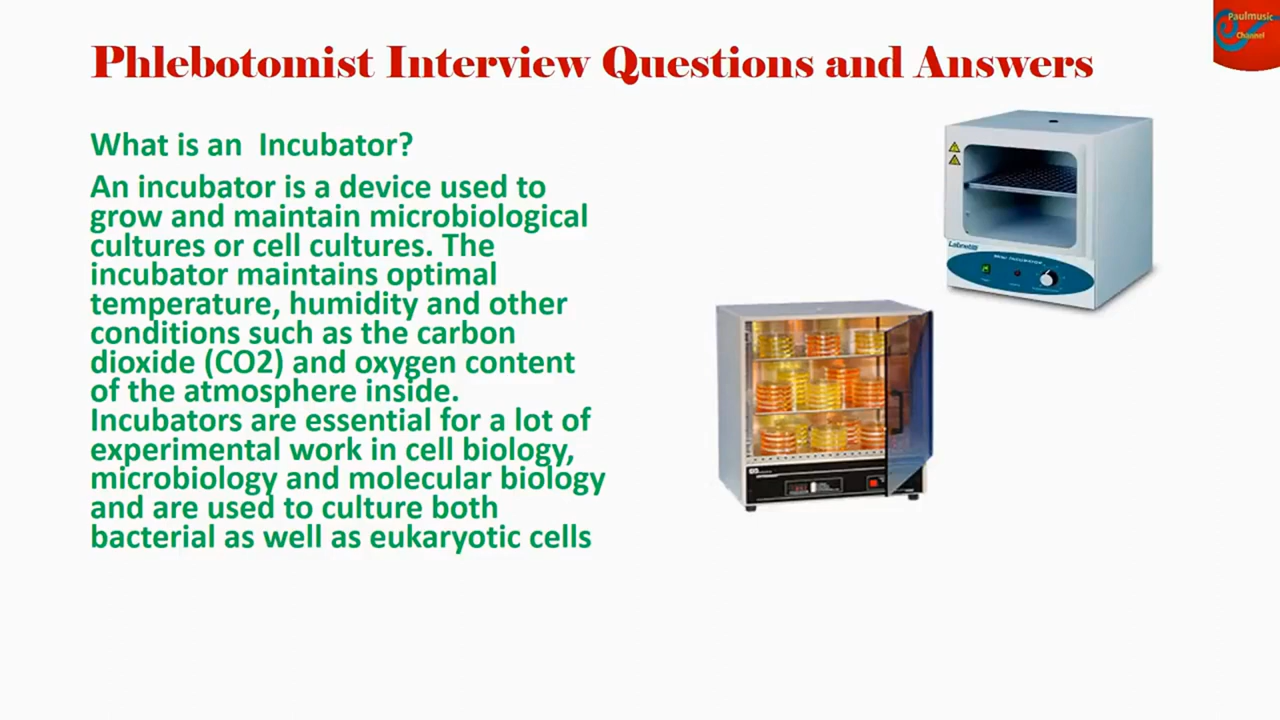 Paulmusic
Channel
Phlebotomist Interview Questions and Answers
What is an  Incubator?
An incubator is a device used to
grow and maintain microbiological
cultures or cell cultures. The
incubator maintains optimal
temperature, humidity and other
conditions such as the carbon
dioxide (CO2) and oxygen content
of the atmosphere inside.
Incubators are essential for a lot of
experimental work in cell biology,
microbiology and molecular biology
and are used to culture both
bacterial as well as eukaryotic cells
Labnet